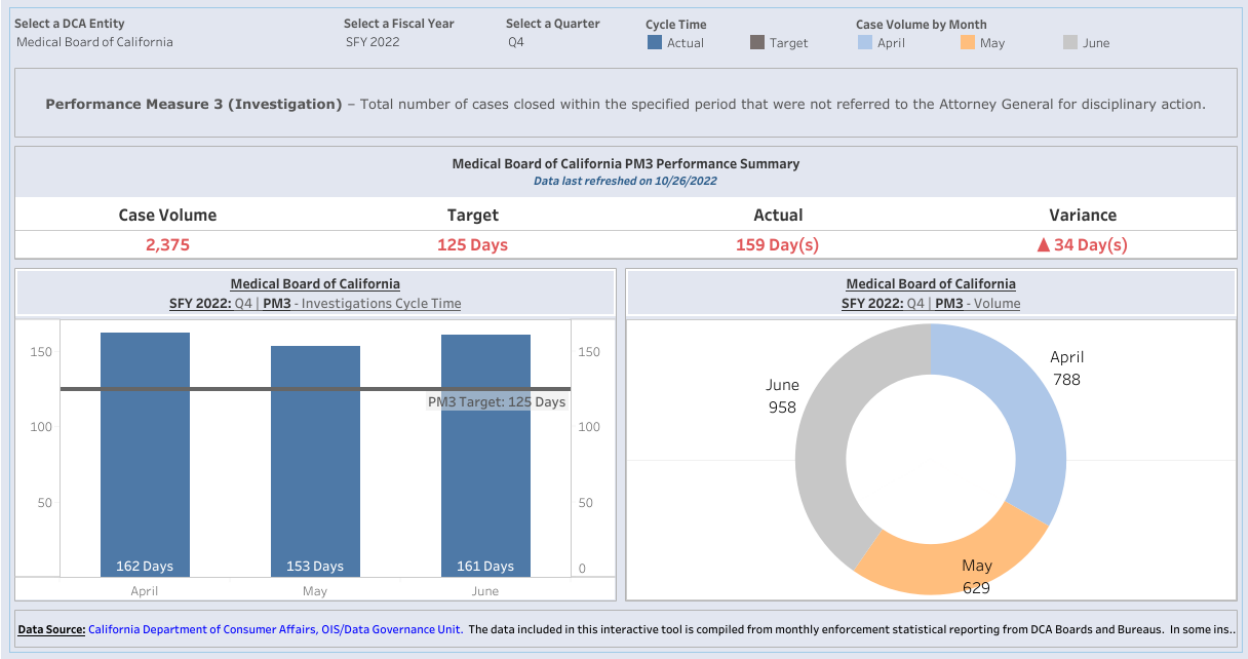 Select a DCA Entity
Medical Board of California
Select a Fiscal Year
SFY 2022
Select a Quarter
Q4
Cycle Time
Actual
Target
Case Volume by Month
April
May
June
Performance Measure 3 (Investigation) – Total number of cases closed within the specified period that were not referred to the Attorney General for disciplinary action.
Medical Board of California PM3 Performance Summary
Data last refreshed on 10/26/2022
Case Volume Target Actual Variance
2,375 125 Days 159 Day(s) ▲ 34 Day(s)
Medical Board of California
SFY 2022: Q4 | PM3 - Investigations Cycle Time
150
100
50
150
100
50
0
PM3 Target: 125 Days
162 Days
153 Days
161 Days
April
May
June
Medical Board of California
SFY 2022: Q4 | PM3 - Volume
April
788
June
958
May
629
Data Source: California Department of Consumer Affairs, OIS/Data Governance Unit. The data included in this interactive tool is compiled from monthly enforcement statistical reporting from DCA Boards and Bureaus. In some ins..